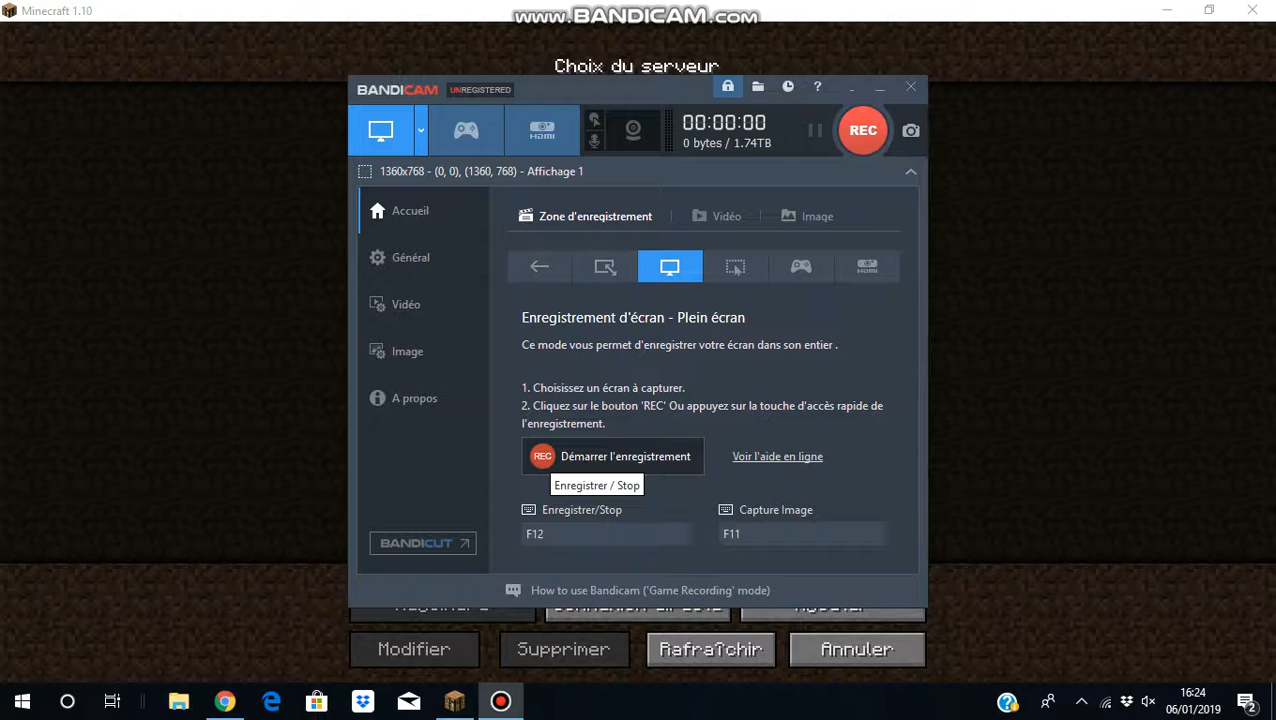 Minecraft 1.10
www.BANDICAM.com
Choix du serveur
BANDICAM UNREGISTERED
?
HDMI
00:00:00
0 bytes / 1.74TB
REC
1360x768 - (0, 0), (1360, 768) - Affichage 1
Accueil
Général
Vidéo
Image
A propos
BANDICUT
Zone d'enregistrement
Vidéo
Image
HDMI
Enregistrement d'écran - Plein écran
Ce mode vous permet d'enregistrer votre écran dans son entier .
1. Choisissez un écran à capturer.
2. Cliquez sur le bouton 'REC' Ou appuyez sur la touche d'accès rapide de
l'enregistrement.
REC Démarrer l'enregistrement
Voir l'aide en ligne
Enregistrer / Stop
Enregistrer/Stop
Capture Image
F12
F11
How to use Bandicam ('Game Recording' mode)
Modifier
Supprimer
Rafraîchir
Annuler
16:24
06/01/2019
2